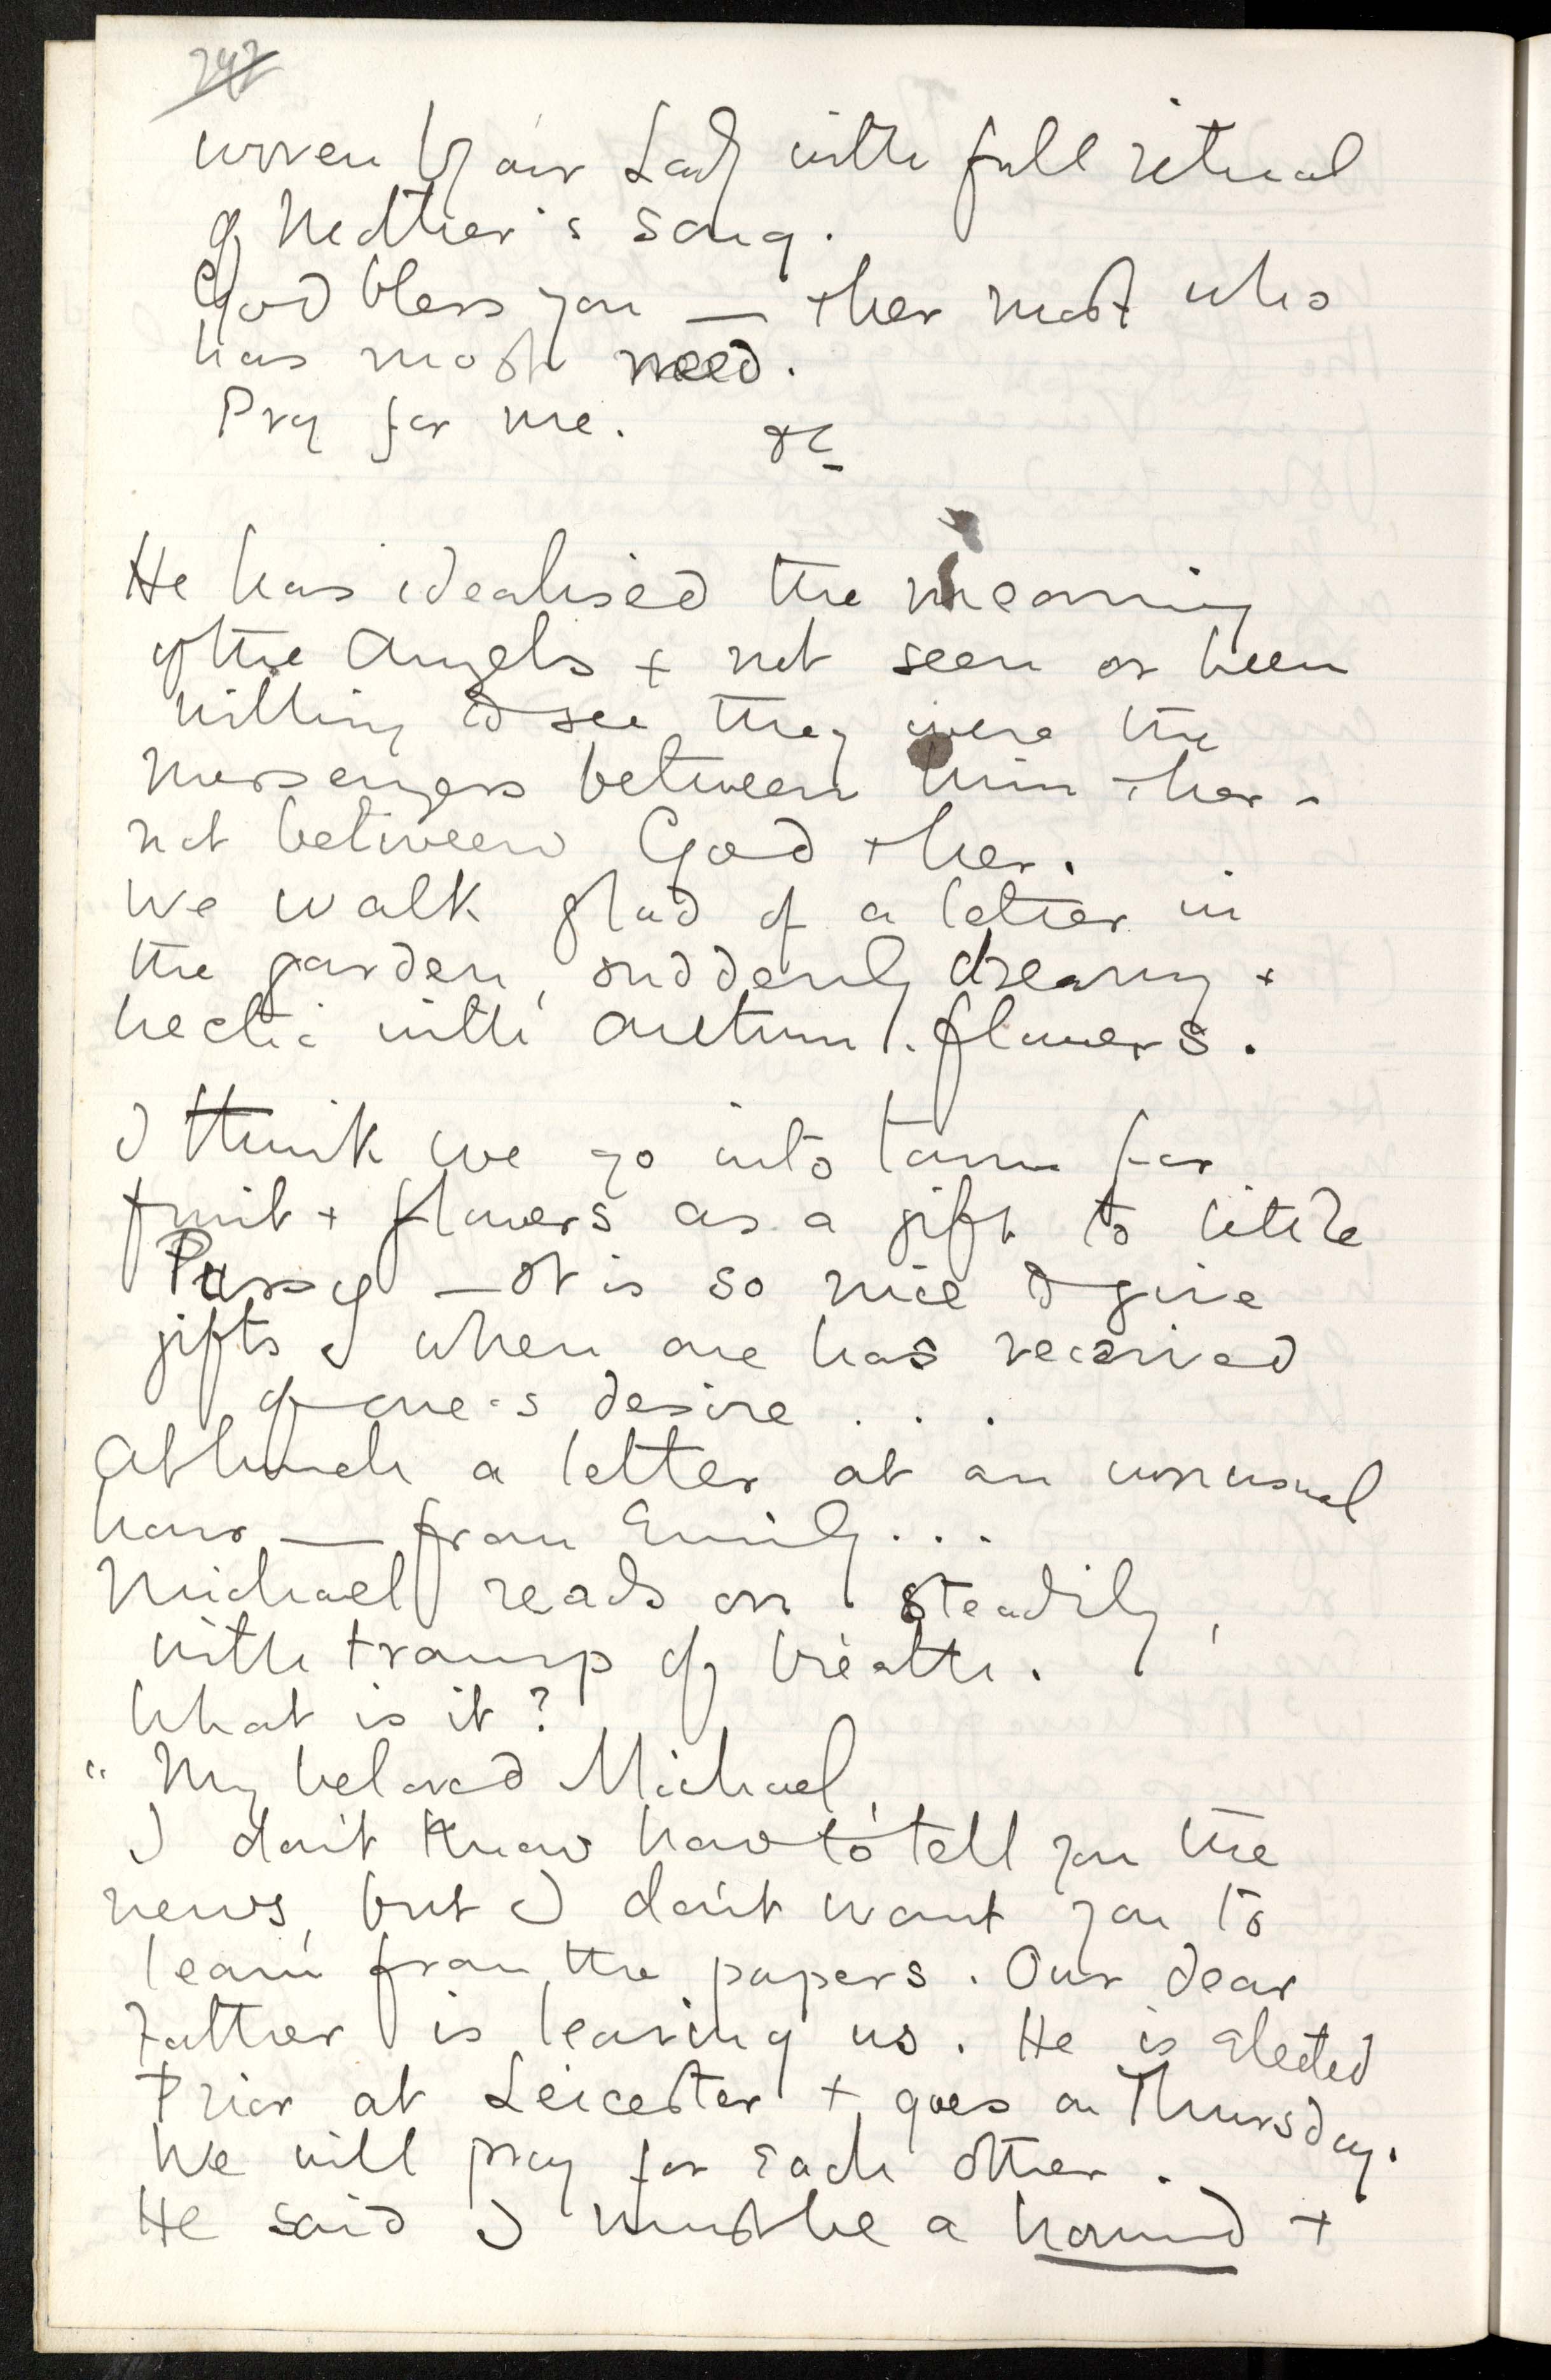 woven by our Lady with full ritual
of Mother's song.
God bless you — + her most who
has most need.
Pray for me. &c
He has idealised the meaning
of the Angels + not seen or been
willing to see they were the
messengers between him + her -
not between God + her.
We walk glad of a letter in
the garden, suddenly dreary +
hectic with autumn-flowers.
I think we go into town for
fruit + flowers as a gift to little
Pussy — It is so nice to give
gifts when one has received
of one's desire . . .
At lunch a letter at an unusual
hour — from Emily . . .
Michael reads on steadily,
with tramp of breath.
What is it?
" My beloved Michael,
I don't know how to tell you the
news, but I don't want you to
learn from the papers. Our dear
Father is leaving us. He is elected
Prior at Leicester + goes on Thursday.
We will pray for each other.
He said I must be a hound +